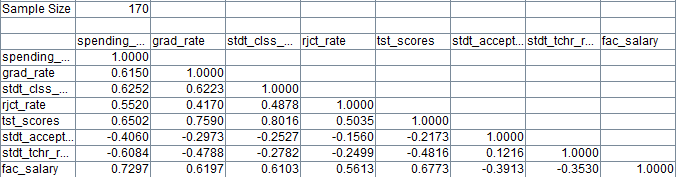 Sample Size 170
spending_... grad_rate stdt_clss_... rjct_rate tst_scores stdt_accept... stdt_tchr_r... fac_salary
spending_... 1.0000
grad_rate 0.6150 1.0000
stdt_clss_... 0.6252 0.6223 1.0000
rjct_rate 0.5520 0.4170 0.4878 1.0000
tst_scores 0.6502 0.7590 0.8016 0.5035 1.0000
stdt_accept... -0.4060 -0.2973 -0.2527 -0.1560 -0.2173 1.0000
stdt_tchr_r... -0.6084 -0.4788 -0.2782 -0.2499 -0.4816 0.1216 1.0000
fac_salary 0.7297 0.6197 0.6103 0.5613 0.6773 -0.3913 -0.3530 1.0000